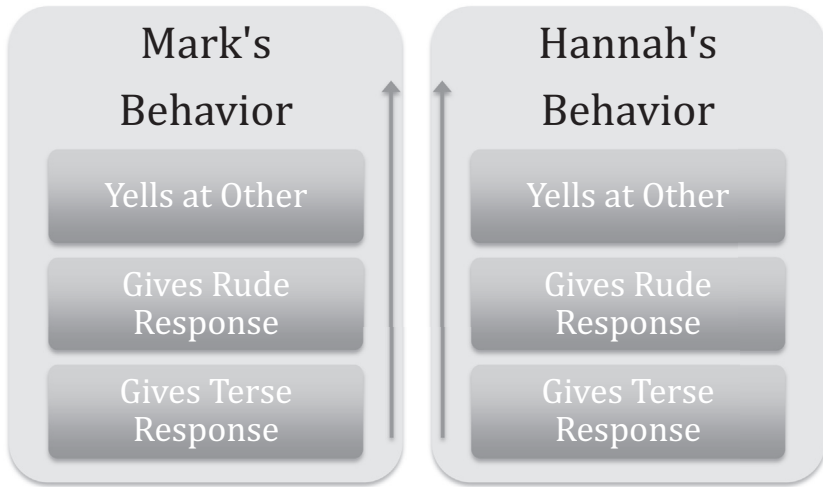 Mark's
Behavior
Yells at Other
Gives Rude
Response
Gives Terse
Response
Hannah's
Behavior
Yells at Other
Gives Rude
Response
Gives Terse
Response